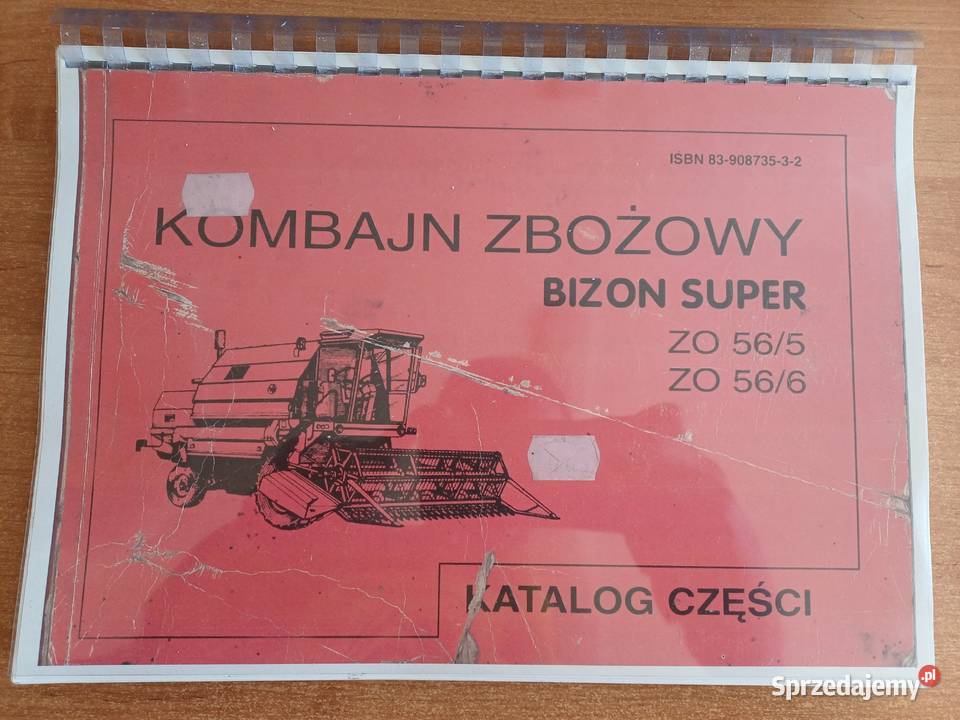 ISBN 83-908735-3-2
KOMBAJN ZBOŻOWY
BIZON SUPER
ZO 56/5
ZO 56/6
KATALOG CZĘŚCI
Sprzedajemy.pl